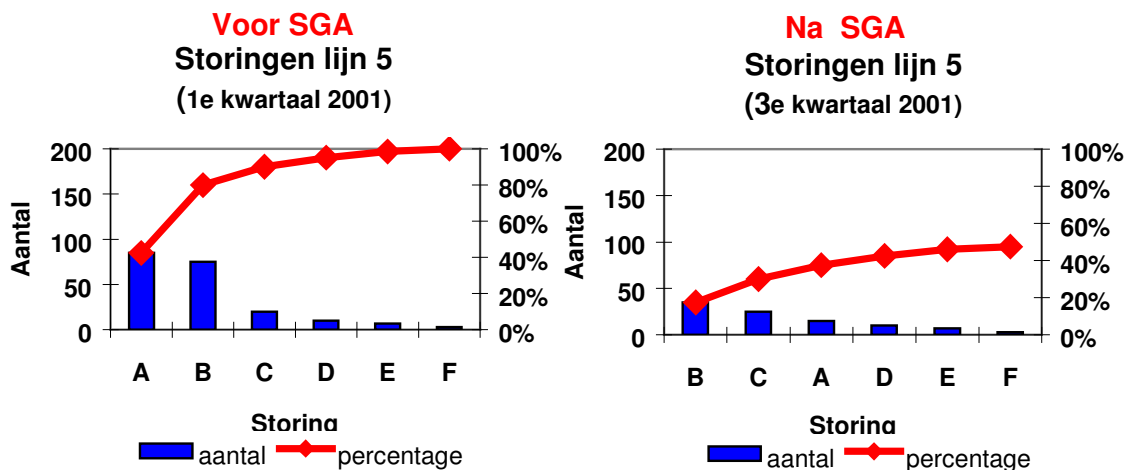 Voor SGA
Storingen lijn 5
(1e kwartaal 2001)
Aantal
200
150
100
50
0
100%
80%
60%
40%
20%
0%
A B C D E F
Storing
aantal percentage
Na SGA
Storingen lijn 5
(3e kwartaal 2001)
Aantal
200
150
100
50
0
100%
80%
60%
40%
20%
0%
B C A D E F
Storing
aantal percentage